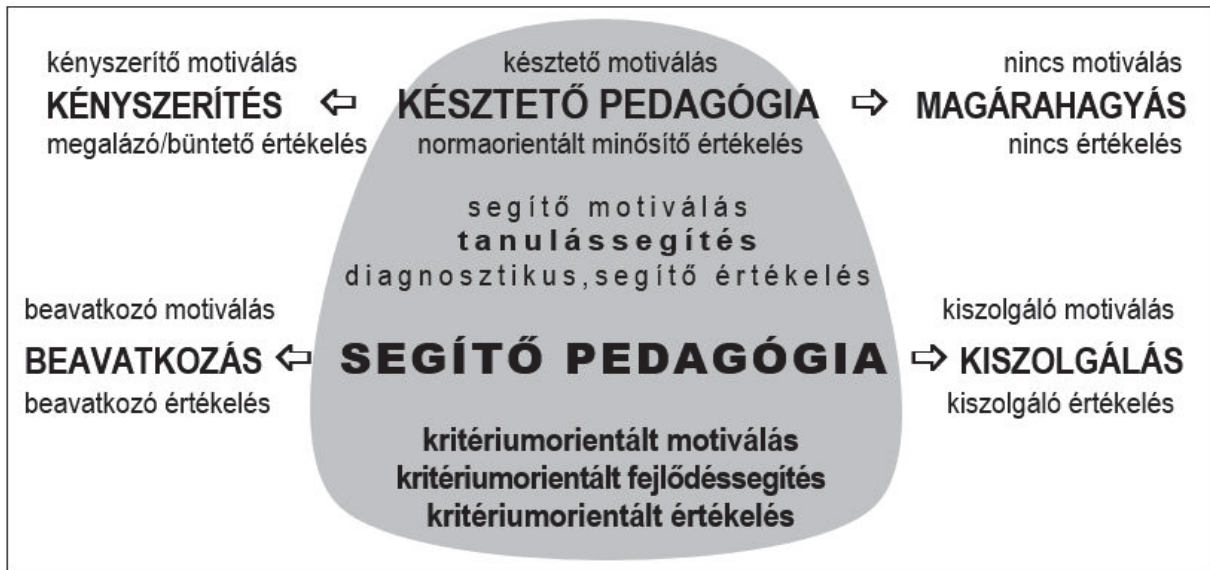 kényszerítő motiválás késztető motiválás nincs motiválás
KÉNYSZERÍTÉS ⇦ KÉSZTETŐ PEDAGÓGIA ⇨ MAGÁRAHAGYÁS
megalázó/büntető értékelés normaorientált minősítő értékelés nincs értékelés
segítő motiválás
tanulássegítés
diagnosztikus,segítő értékelés
beavatkozó motiválás kiszolgáló motiválás
BEAVATKOZÁS ⇦ SEGÍTŐ PEDAGÓGIA ⇨ KISZOLGÁLÁS
beavatkozó értékelés kiszolgáló értékelés
kritériumorientált motiválás
kritériumorientált fejlődéssegítés
kritériumorientált értékelés